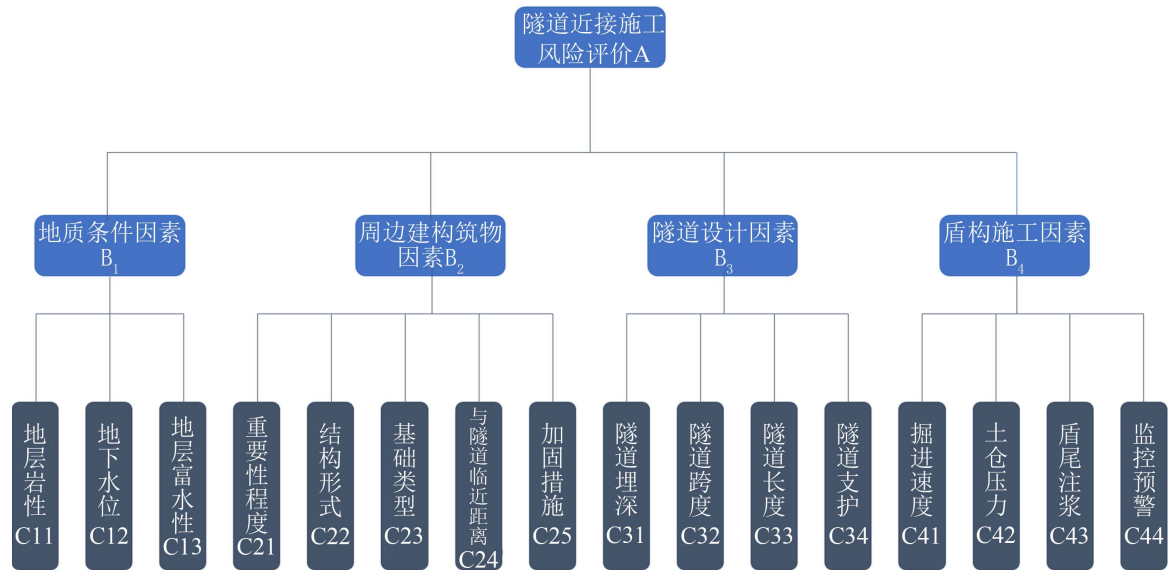 隧道近接施工
风险评价A
地质条件因素
B₁
周边建构筑物
因素B₂
隧道设计因素
B₃
盾构施工因素
B₄
地层岩性
C11
地下水位
C12
地层富水性
C13
重要性程度
C21
结构形式
C22
基础类型
C23
与隧道临近距离
C24
加固措施
C25
隧道埋深
C31
隧道跨度
C32
隧道长度
C33
隧道支护
C34
掘进速度
C41
土仓压力
C42
盾尾注浆
C43
监控预警
C44